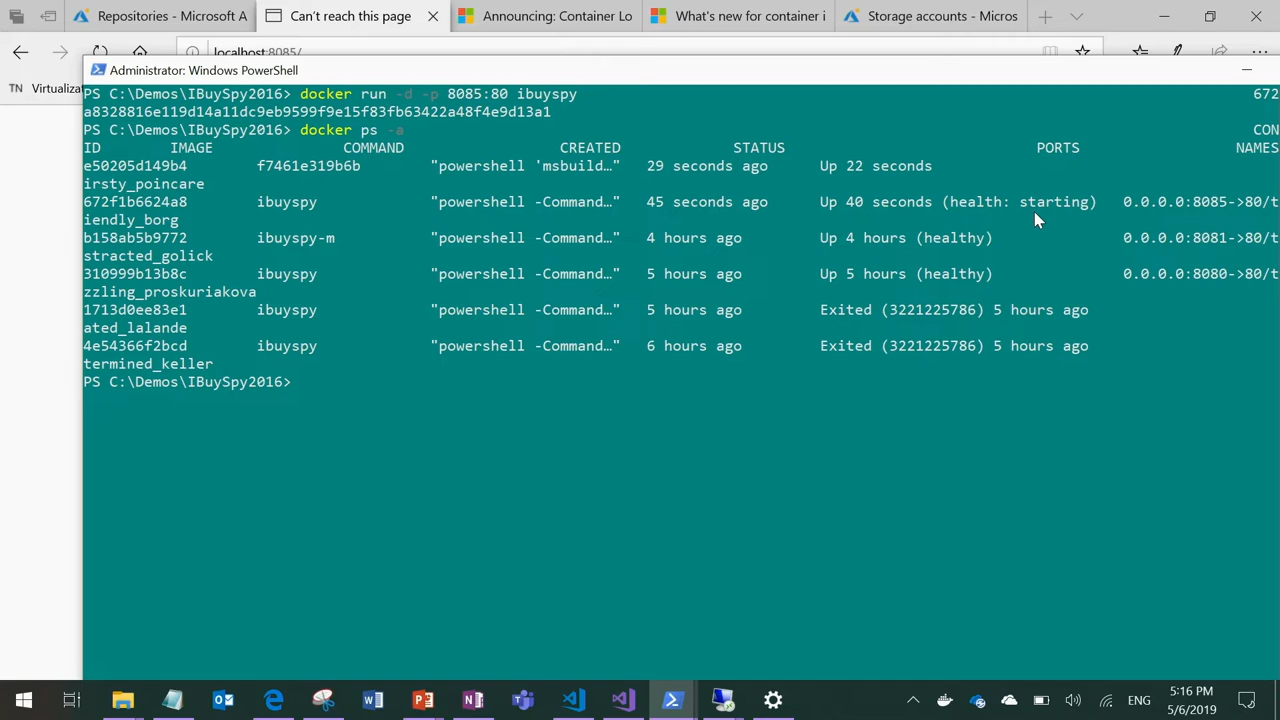 Repositories - Microsoft A
Can't reach this page
Announcing: Container Lo
What's new for container i
Storage accounts - Micros
localhost:8085/
TN Virtualizat
Administrator: Windows PowerShell
PS C:\Demos\IBuySpy2016> docker run -d -p 8085:80 ibuyspy 672
a8328816e119d14a11dc9eb9599f9e15f83fb63422a48f4e9d13a1
PS C:\Demos\IBuySpy2016> docker ps -a CON
ID IMAGE COMMAND CREATED STATUS PORTS NAMES
e50205d149b4 f7461e319b6b "powershell 'msbuild…" 29 seconds ago Up 22 seconds
irsty_poincare
672f1b6624a8 ibuyspy "powershell -Command…" 45 seconds ago Up 40 seconds (health: starting) 0.0.0.0:8085->80/t
iendly_borg
b158ab5b9772 ibuyspy-m "powershell -Command…" 4 hours ago Up 4 hours (healthy) 0.0.0.0:8081->80/t
stracted_golick
310999b13b8c ibuyspy "powershell -Command…" 5 hours ago Up 5 hours (healthy) 0.0.0.0:8080->80/t
zzling_proskuriakova
1713d0ee83e1 ibuyspy "powershell -Command…" 5 hours ago Exited (3221225786) 5 hours ago
ated_lalande
4e54366f2bcd ibuyspy "powershell -Command…" 6 hours ago Exited (3221225786) 5 hours ago
termined_keller
PS C:\Demos\IBuySpy2016>
ENG
5:16 PM
5/6/2019